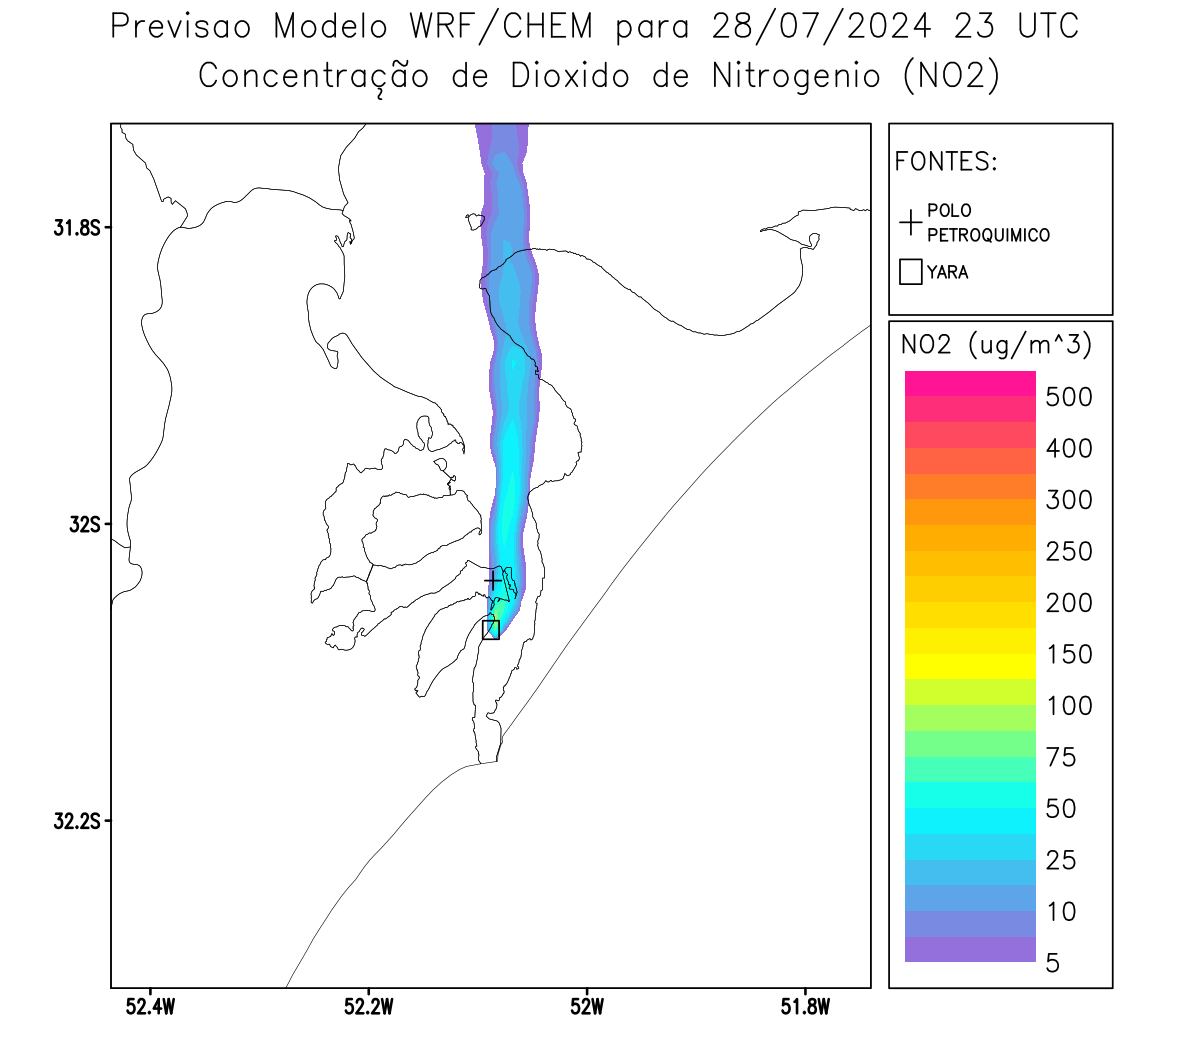 Previsao Modelo WRF/CHEM para 28/07/2024 23 UTC
Concentração de Dioxido de Nitrogenio (NO2)
FONTES:
POLO
PETROQUIMICO
YARA
31.8S
32S
32.2S
52.4W
52.2W
52W
51.8W
NO2 (ug/m^3)
500
400
300
250
200
150
100
75
50
25
10
5